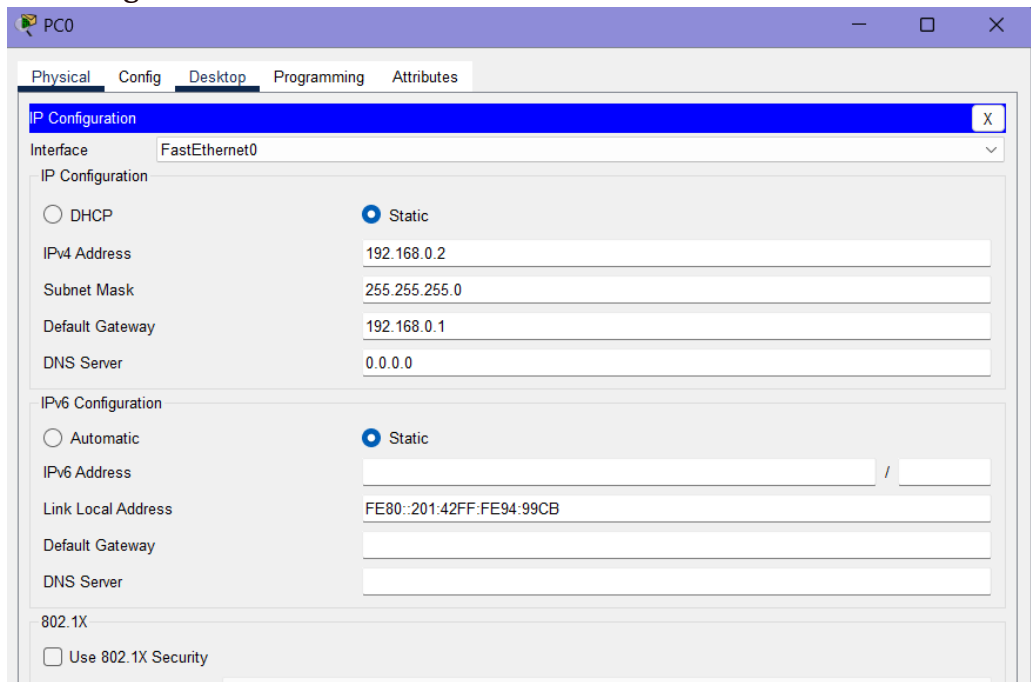 PC0
Physical Config Desktop Programming Attributes
IP Configuration X
Interface FastEthernet0
IP Configuration
DHCP Static
IPv4 Address 192.168.0.2
Subnet Mask 255.255.255.0
Default Gateway 192.168.0.1
DNS Server 0.0.0.0
IPv6 Configuration
Automatic Static
IPv6 Address /
Link Local Address FE80::201:42FF:FE94:99CB
Default Gateway
DNS Server
802.1X
Use 802.1X Security